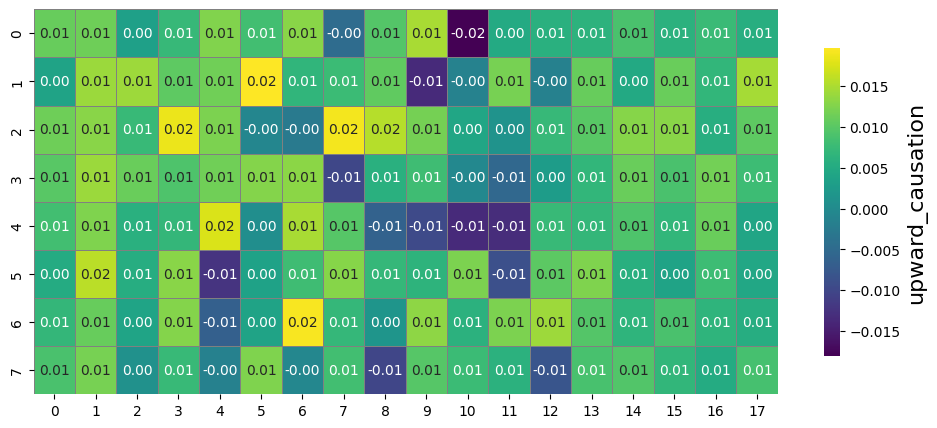 0 0.01 0.01 0.00 0.01 0.01 0.01 0.01 -0.00 0.01 0.01 -0.02 0.00 0.01 0.01 0.01 0.01 0.01 0.01
1 0.00 0.01 0.01 0.01 0.01 0.02 0.01 0.01 0.01 -0.01 -0.00 0.01 -0.00 0.01 0.00 0.01 0.01 0.01
2 0.01 0.01 0.01 0.02 0.01 -0.00 -0.00 0.02 0.02 0.01 0.00 0.00 0.01 0.01 0.01 0.01 0.00 0.01
3 0.01 0.01 0.01 0.01 0.01 0.01 0.01 -0.01 0.01 0.01 -0.00 -0.01 0.00 0.01 0.01 0.01 0.01 0.01
4 0.01 0.01 0.01 0.01 0.02 0.00 0.01 0.01 -0.01 -0.01 -0.01 -0.01 0.01 0.01 0.01 0.01 0.01 0.00
5 0.00 0.02 0.01 0.01 -0.01 0.00 0.01 0.01 0.01 0.01 0.01 -0.01 0.01 0.01 0.01 0.00 0.01 0.00
6 0.01 0.01 0.00 0.01 -0.01 0.00 0.02 0.01 0.00 0.01 0.01 0.01 0.01 0.01 0.01 0.01 0.01 0.01
7 0.01 0.01 0.00 0.01 -0.00 0.01 -0.00 0.01 -0.01 0.01 0.01 0.01 -0.01 0.01 0.01 0.01 0.01 0.01
0 1 2 3 4 5 6 7 8 9 10 11 12 13 14 15 16 17
0.015
0.010
0.005
0.000
−0.005
−0.010
−0.015
upward_causation